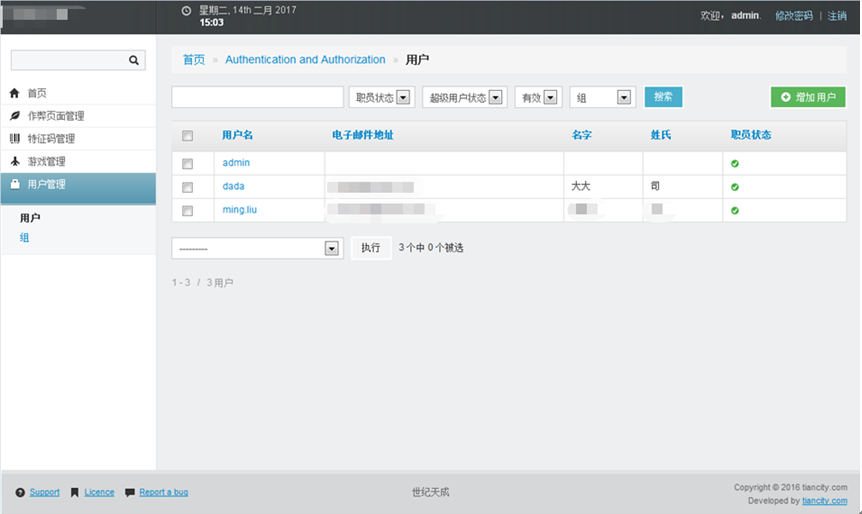 星期二, 14th 二月 2017
15:03
欢迎, admin. 修改密码 | 注销
首页
作弊页面管理
特征码管理
游戏管理
用户管理
用户
组
首页 » Authentication and Authorization » 用户
职员状态 超级用户状态 有效 组 搜索 增加 用户
用户名 电子邮件地址 名字 姓氏 职员状态
admin
dada 大大 司
ming.liu
--------- 执行 3 个中 0 个被选
1 - 3 / 3 用户
Support Licence Report a bug
世纪天成
Copyright © 2016 tiancity.com
Developed by tiancity.com